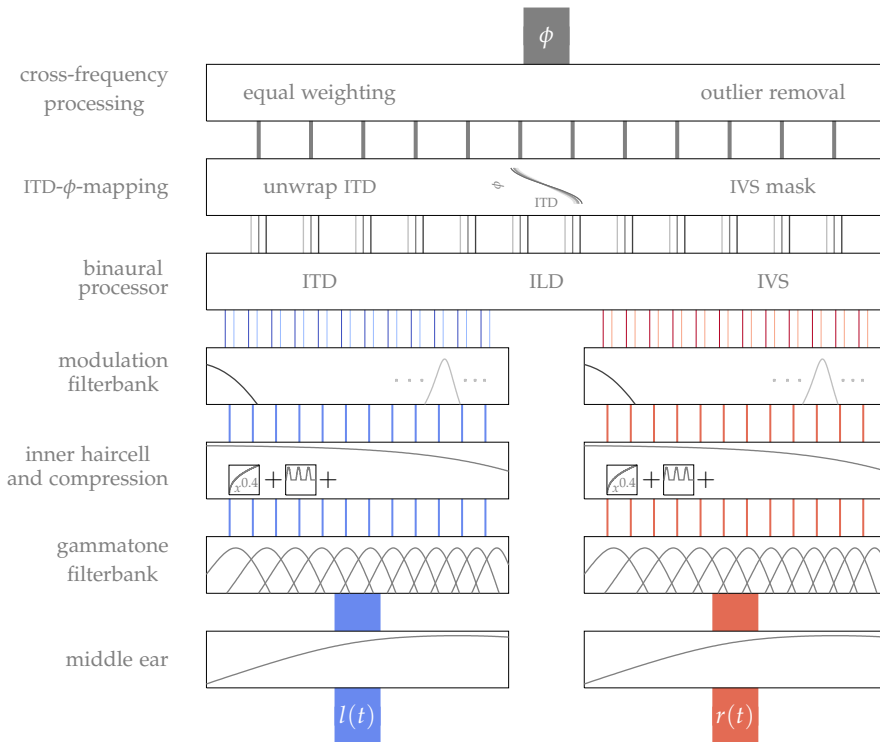 ϕ
cross-frequency
processing
equal weighting
outlier removal
ITD-ϕ-mapping
unwrap ITD
ϕ
ITD
IVS mask
binaural
processor
ITD
ILD
IVS
modulation
filterbank
inner haircell
and compression
x^0.4 + +
x^0.4 + +
gammatone
filterbank
middle ear
l(t)
r(t)